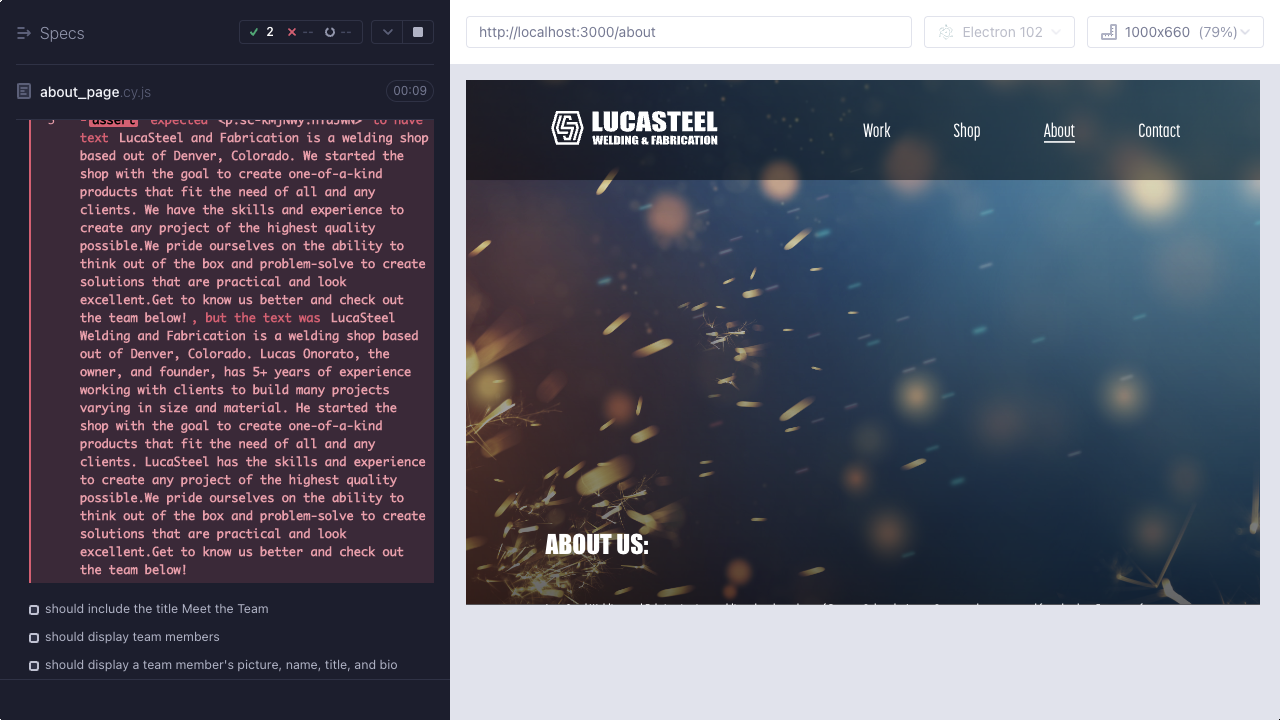 Specs
2
--
--
http://localhost:3000/about
Electron 102
1000x660 (79%)
about_page.cy.js
00:09
to have
text LucaSteel and Fabrication is a welding shop
based out of Denver, Colorado. We started the
shop with the goal to create one-of-a-kind
products that fit the need of all and any
clients. We have the skills and experience to
create any project of the highest quality
possible.We pride ourselves on the ability to
think out of the box and problem-solve to create
solutions that are practical and look
excellent.Get to know us better and check out
the team below!, but the text was LucaSteel
Welding and Fabrication is a welding shop based
out of Denver, Colorado. Lucas Onorato, the
owner, and founder, has 5+ years of experience
working with clients to build many projects
varying in size and material. He started the
shop with the goal to create one-of-a-kind
products that fit the need of all and any
clients. LucaSteel has the skills and experience
to create any project of the highest quality
possible.We pride ourselves on the ability to
think out of the box and problem-solve to create
solutions that are practical and look
excellent.Get to know us better and check out
the team below!
should include the title Meet the Team
should display team members
should display a team member's picture, name, title, and bio
LUCASTEEL
WELDING & FABRICATION
Work
Shop
About
Contact
ABOUT US: